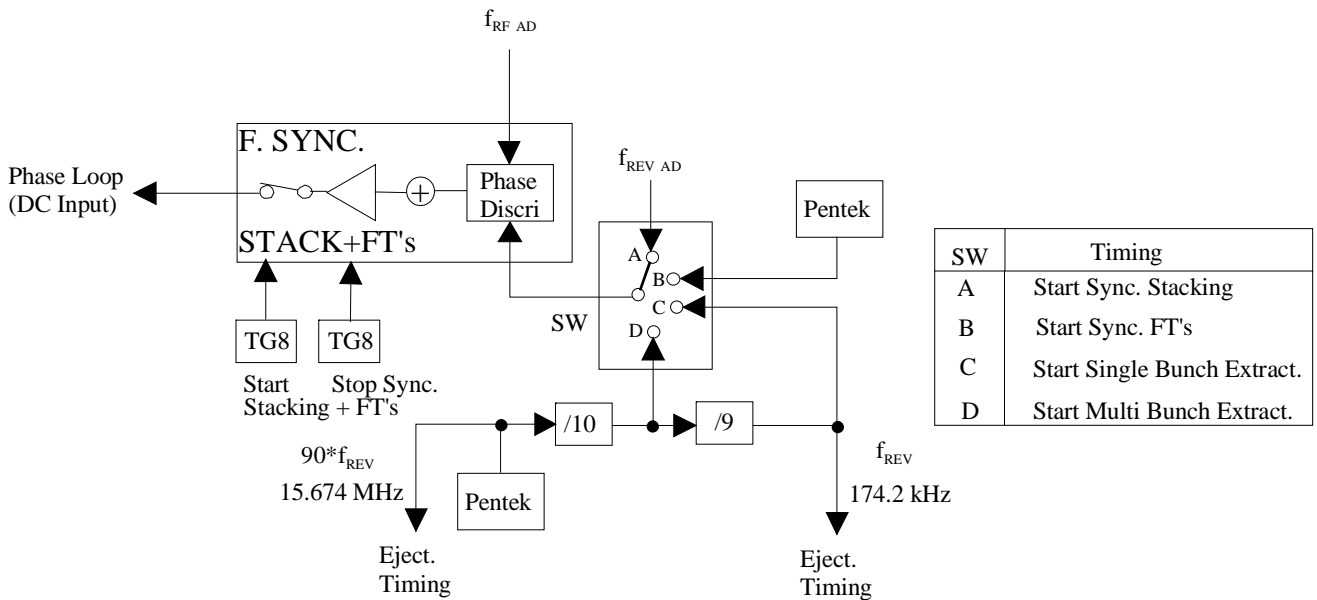 f_RF AD
F. SYNC.
f_REV AD
Phase Loop
(DC Input)
+
Phase
Discri
Pentek
STACK+FT's
A
B
C
D
SW
TG8
TG8
Start
Stop Sync.
Stacking + FT's
/10
/9
90*f_REV
15.674 MHz
Pentek
f_REV
174.2 kHz
Eject.
Timing
Eject.
Timing
SW Timing
A Start Sync. Stacking
B Start Sync. FT's
C Start Single Bunch Extract.
D Start Multi Bunch Extract.